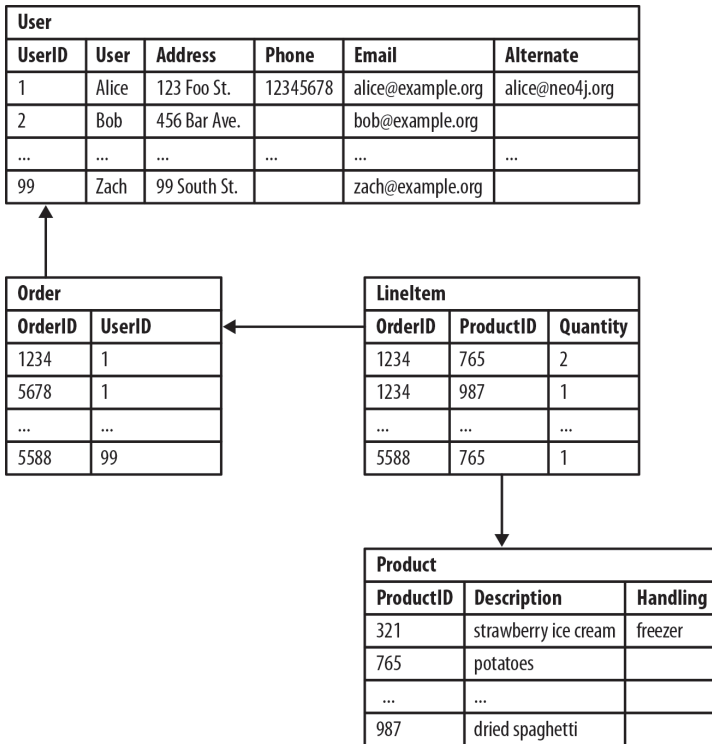 User
UserID User Address Phone Email Alternate
1 Alice 123 Foo St. 12345678 alice@example.org alice@neo4j.org
2 Bob 456 Bar Ave. bob@example.org
... ... ... ... ... ...
99 Zach 99 South St. zach@example.org
Order
OrderID UserID
1234 1
5678 1
... ...
5588 99
LineItem
OrderID ProductID Quantity
1234 765 2
1234 987 1
... ... ...
5588 765 1
Product
ProductID Description Handling
321 strawberry ice cream freezer
765 potatoes
... ...
987 dried spaghetti